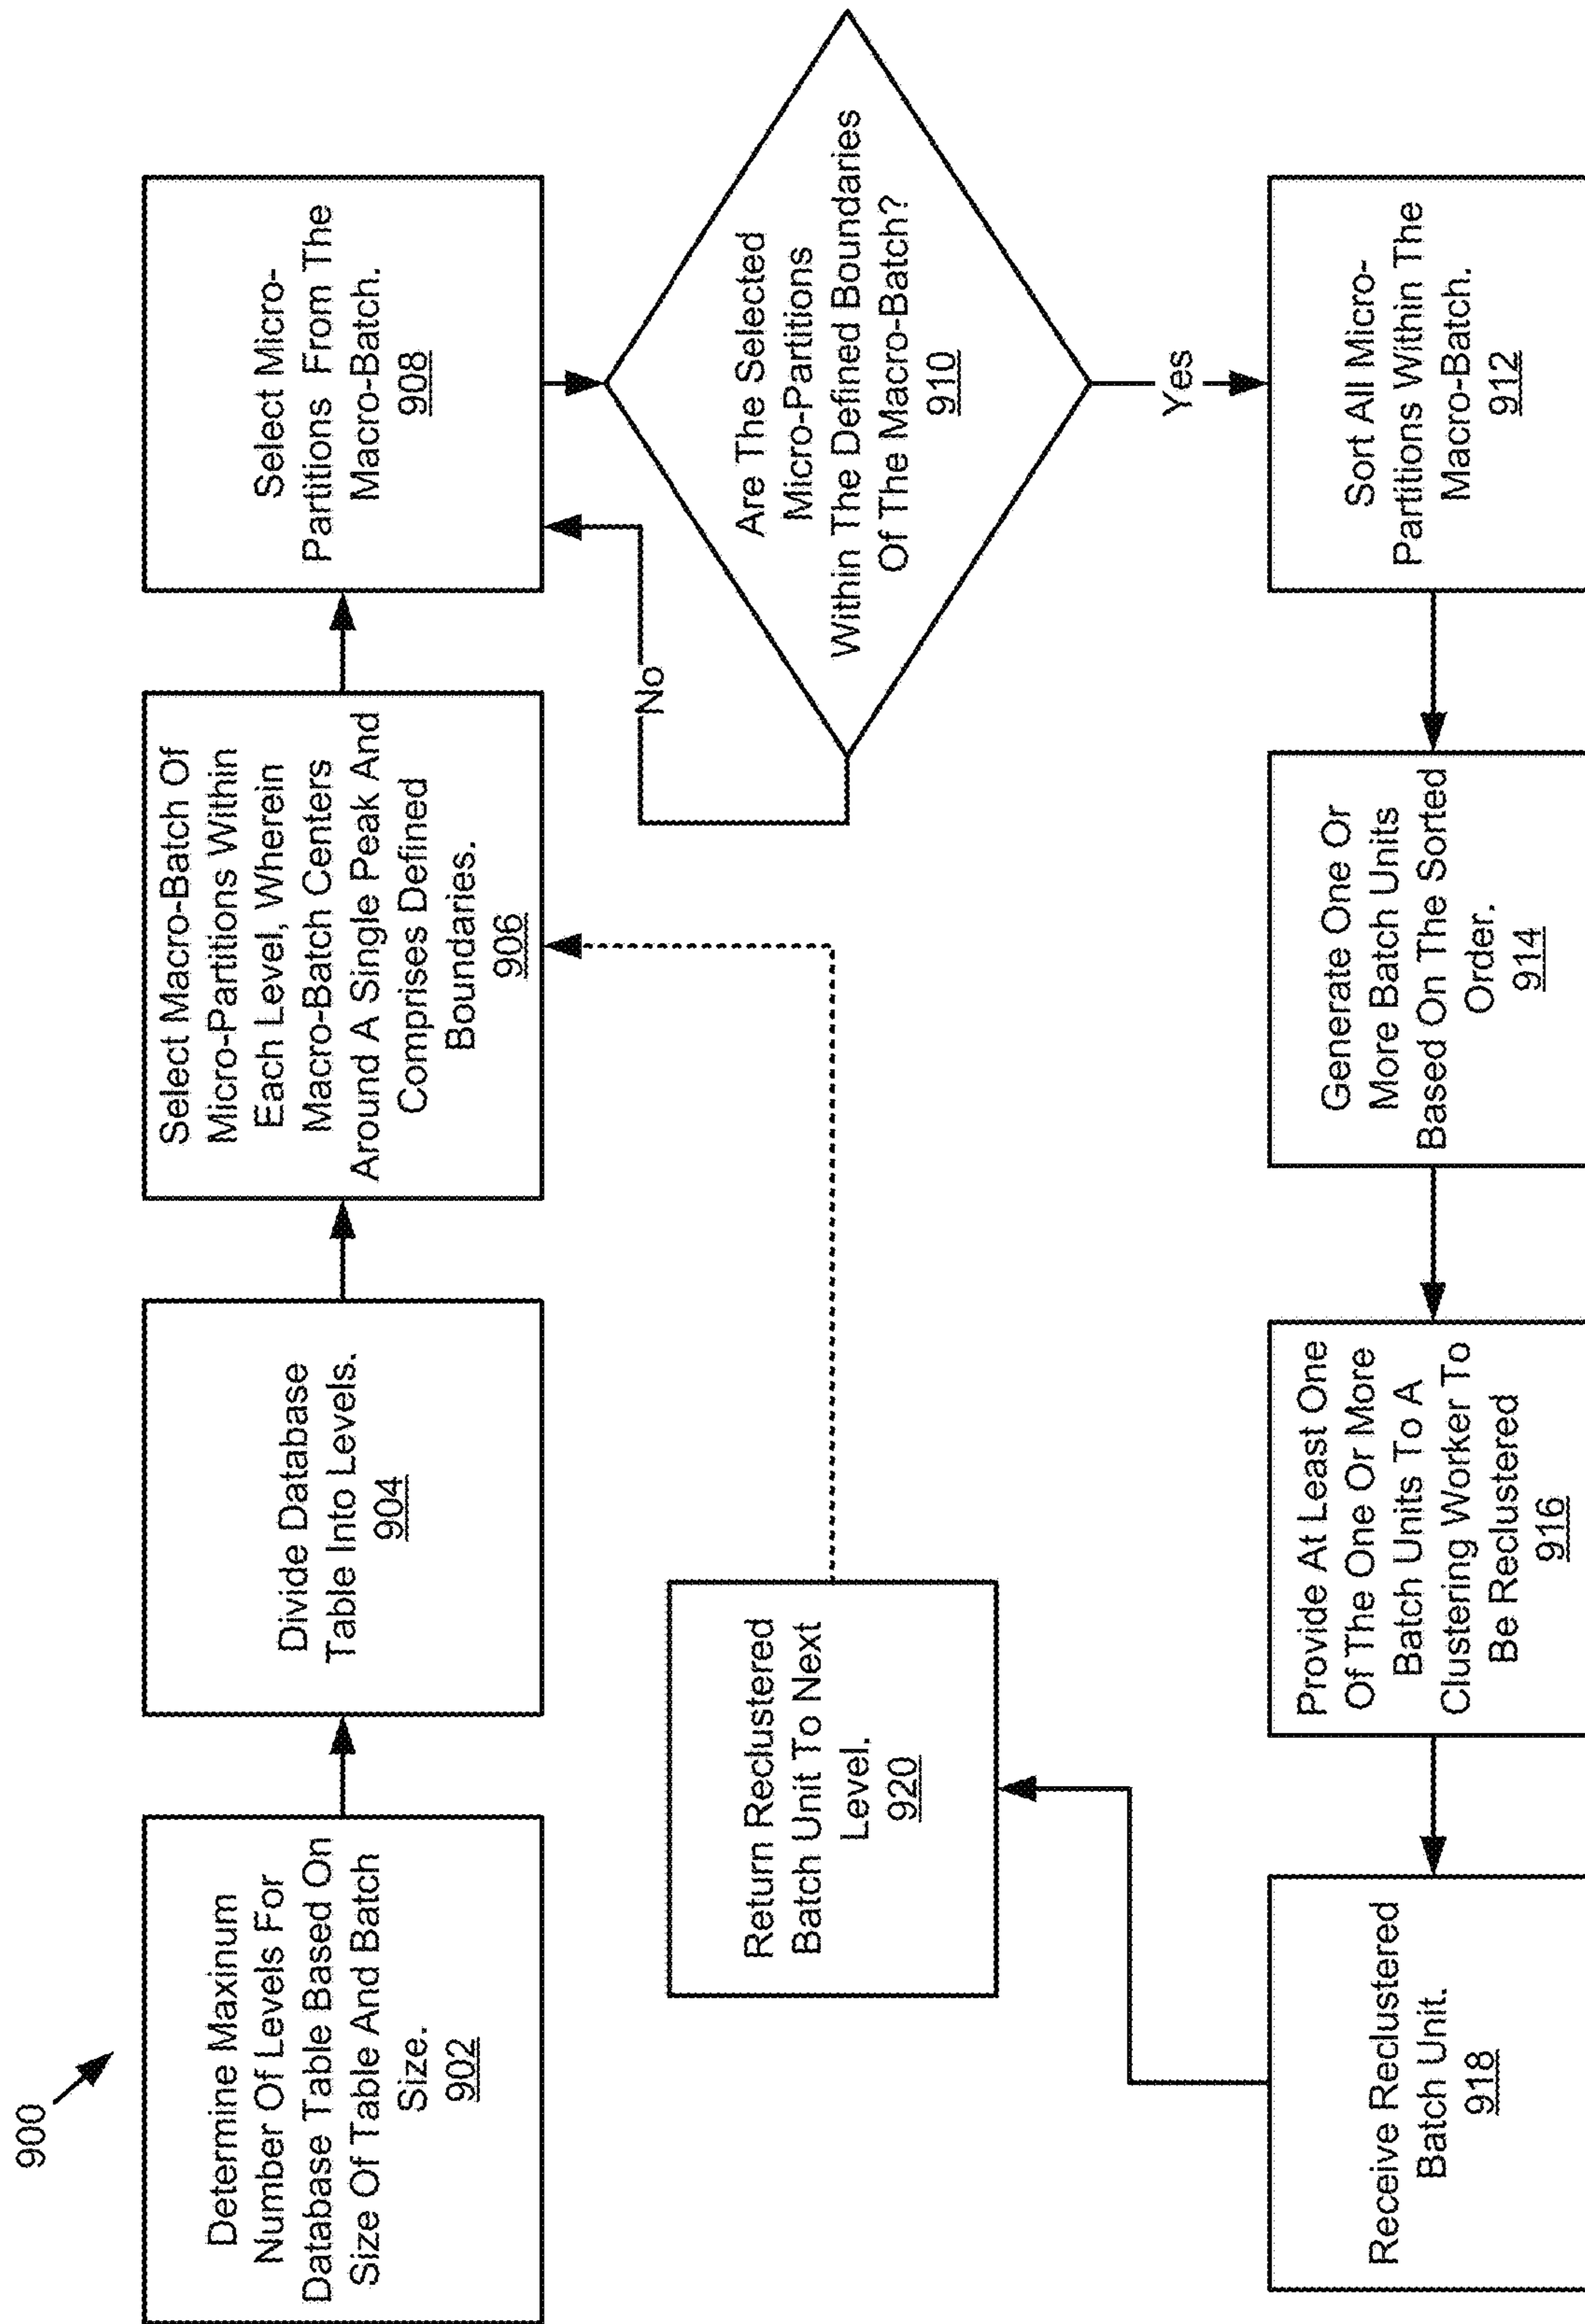 900
Determine Maxinum
Number Of Levels For
Database Table Based On
Size Of Table And Batch
Size.
902
Divide Database
Table Into Levels.
904
Select Macro-Batch Of
Micro-Partitions Within
Each Level, Wherein
Macro-Batch Centers
Around A Single Peak And
Comprises Defined
Boundaries.
906
Select Micro-
Partitions From The
Macro-Batch.
908
No
Are The Selected
Micro-Partitions
Within The Defined Boundaries
Of The Macro-Batch?
910
Yes
Sort All Micro-
Partitions Within The
Macro-Batch.
912
Generate One Or
More Batch Units
Based On The Sorted
Order.
914
Provide At Least One
Of The One Or More
Batch Units To A
Clustering Worker To
Be Reclustered
916
Receive Reclustered
Batch Unit.
918
Return Reclustered
Batch Unit To Next
Level.
920